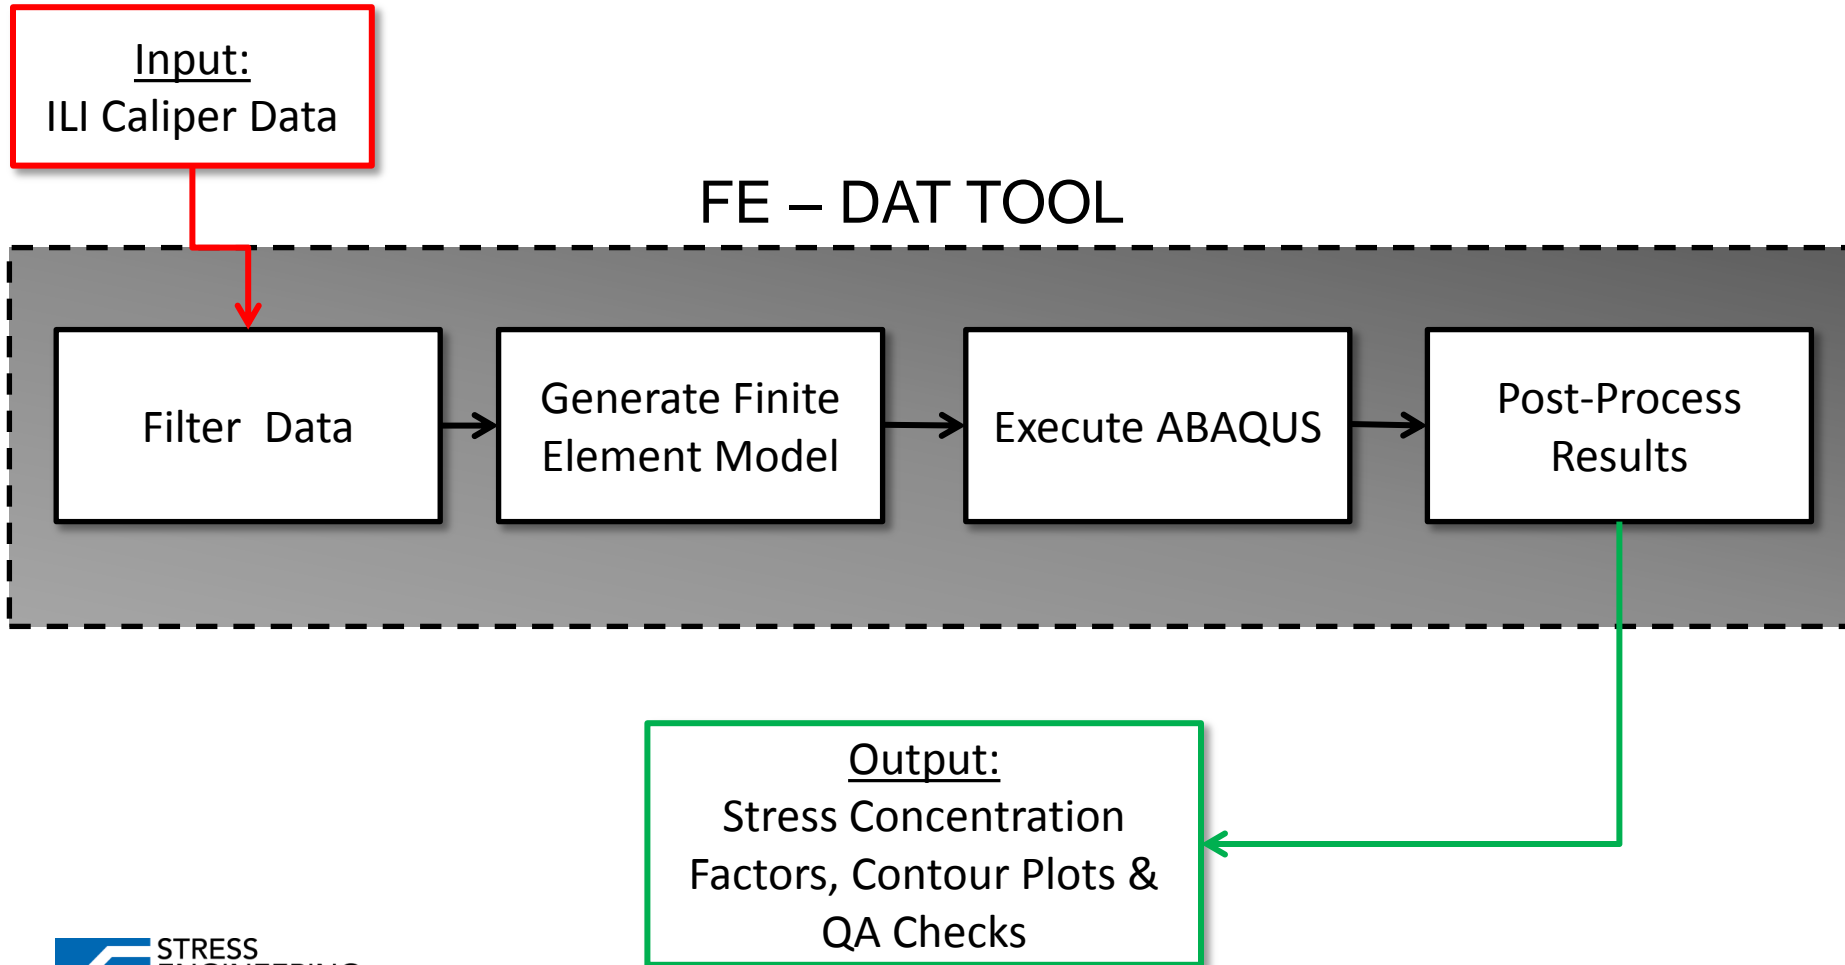 Input:
ILI Caliper Data
FE – DAT TOOL
Filter Data
Generate Finite
Element Model
Execute ABAQUS
Post-Process
Results
Output:
Stress Concentration
Factors, Contour Plots &
QA Checks
STRESS
ENGINEERING